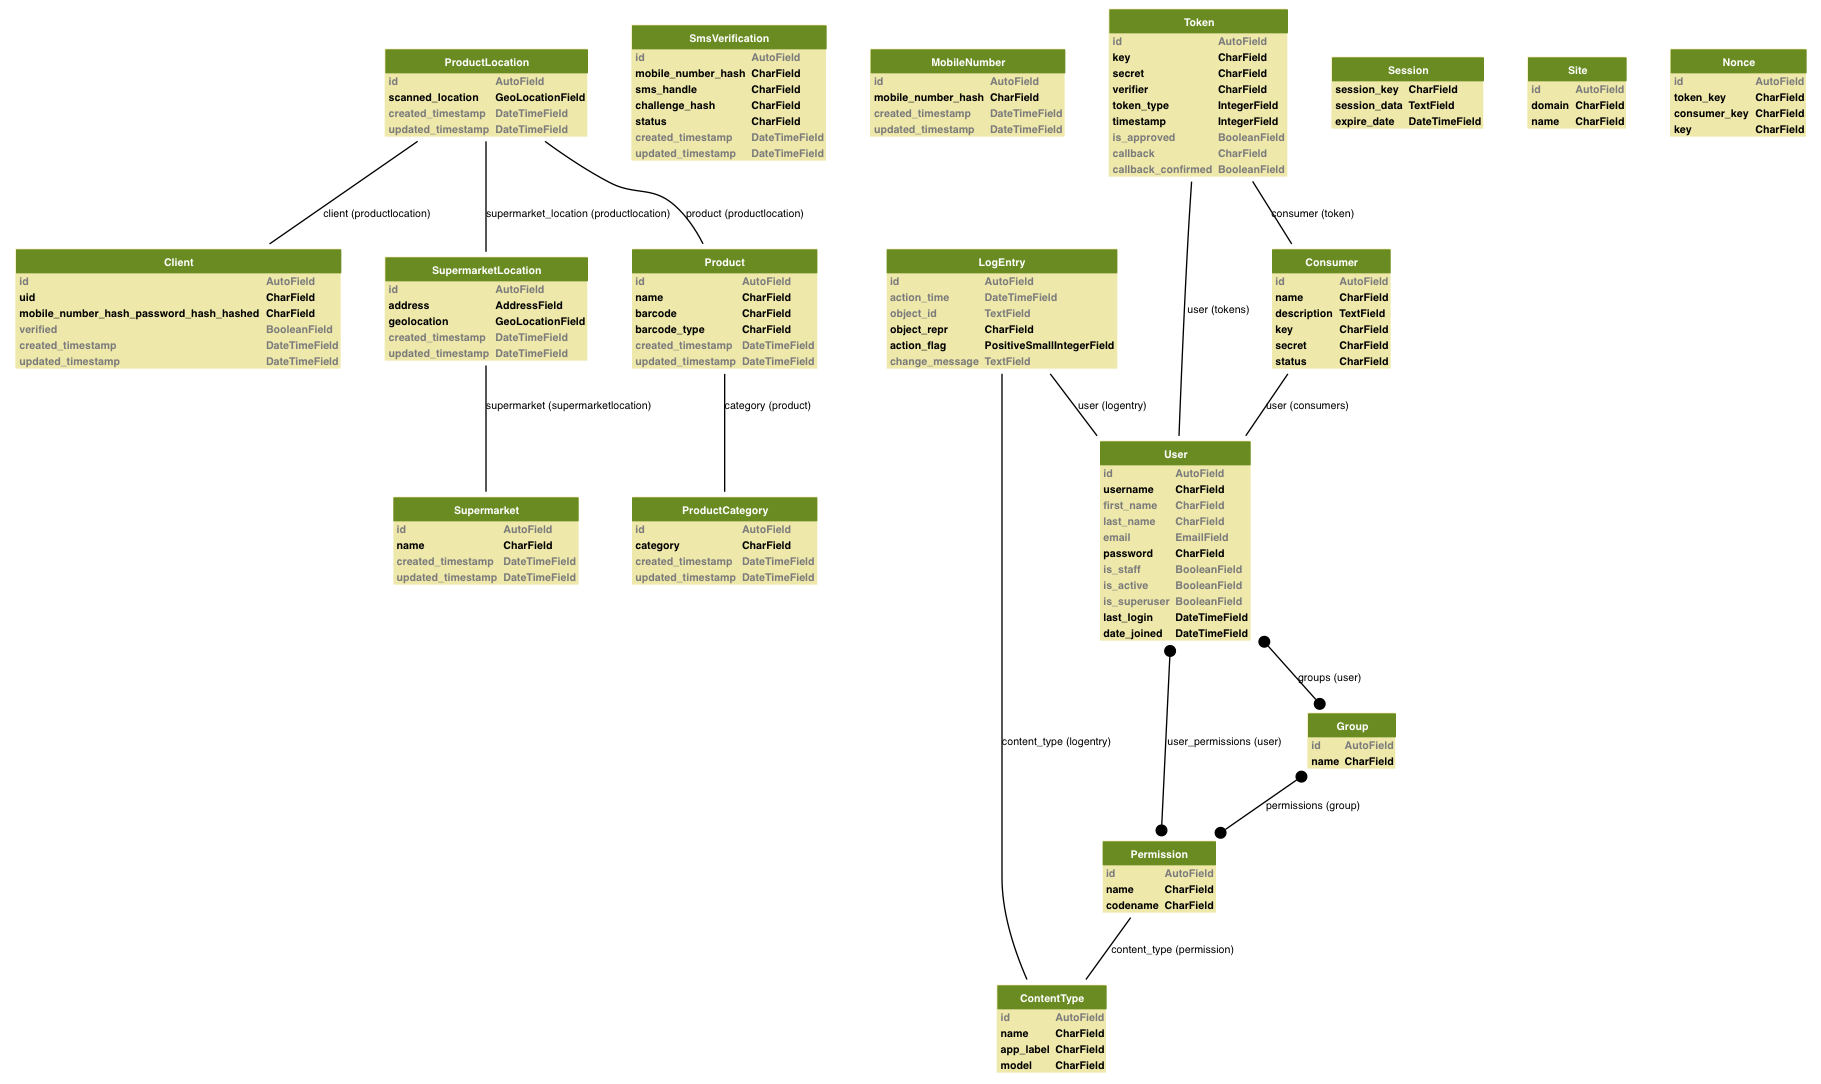 ProductLocation
id AutoField
scanned_location GeoLocationField
created_timestamp DateTimeField
updated_timestamp DateTimeField
SmsVerification
id AutoField
mobile_number_hash CharField
sms_handle CharField
challenge_hash CharField
status CharField
created_timestamp DateTimeField
updated_timestamp DateTimeField
MobileNumber
id AutoField
mobile_number_hash CharField
created_timestamp DateTimeField
updated_timestamp DateTimeField
Token
id AutoField
key CharField
secret CharField
verifier CharField
token_type IntegerField
timestamp IntegerField
is_approved BooleanField
callback CharField
callback_confirmed BooleanField
Session
session_key CharField
session_data TextField
expire_date DateTimeField
Site
id AutoField
domain CharField
name CharField
Nonce
id AutoField
token_key CharField
consumer_key CharField
key CharField
client (productlocation)
supermarket_location (productlocation)
product (productlocation)
consumer (token)
Client
id AutoField
uid CharField
mobile_number_hash_password_hash_hashed CharField
verified BooleanField
created_timestamp DateTimeField
updated_timestamp DateTimeField
SupermarketLocation
id AutoField
address AddressField
geolocation GeoLocationField
created_timestamp DateTimeField
updated_timestamp DateTimeField
Product
id AutoField
name CharField
barcode CharField
barcode_type CharField
created_timestamp DateTimeField
updated_timestamp DateTimeField
LogEntry
id AutoField
action_time DateTimeField
object_id TextField
object_repr CharField
action_flag PositiveSmallIntegerField
change_message TextField
user (tokens)
Consumer
id AutoField
name CharField
description TextField
key CharField
secret CharField
status CharField
supermarket (supermarketlocation)
category (product)
user (logentry)
user (consumers)
Supermarket
id AutoField
name CharField
created_timestamp DateTimeField
updated_timestamp DateTimeField
ProductCategory
id AutoField
category CharField
created_timestamp DateTimeField
updated_timestamp DateTimeField
User
id AutoField
username CharField
first_name CharField
last_name CharField
email EmailField
password CharField
is_staff BooleanField
is_active BooleanField
is_superuser BooleanField
last_login DateTimeField
date_joined DateTimeField
groups (user)
Group
id AutoField
name CharField
content_type (logentry)
user_permissions (user)
permissions (group)
Permission
id AutoField
name CharField
codename CharField
content_type (permission)
ContentType
id AutoField
name CharField
app_label CharField
model CharField